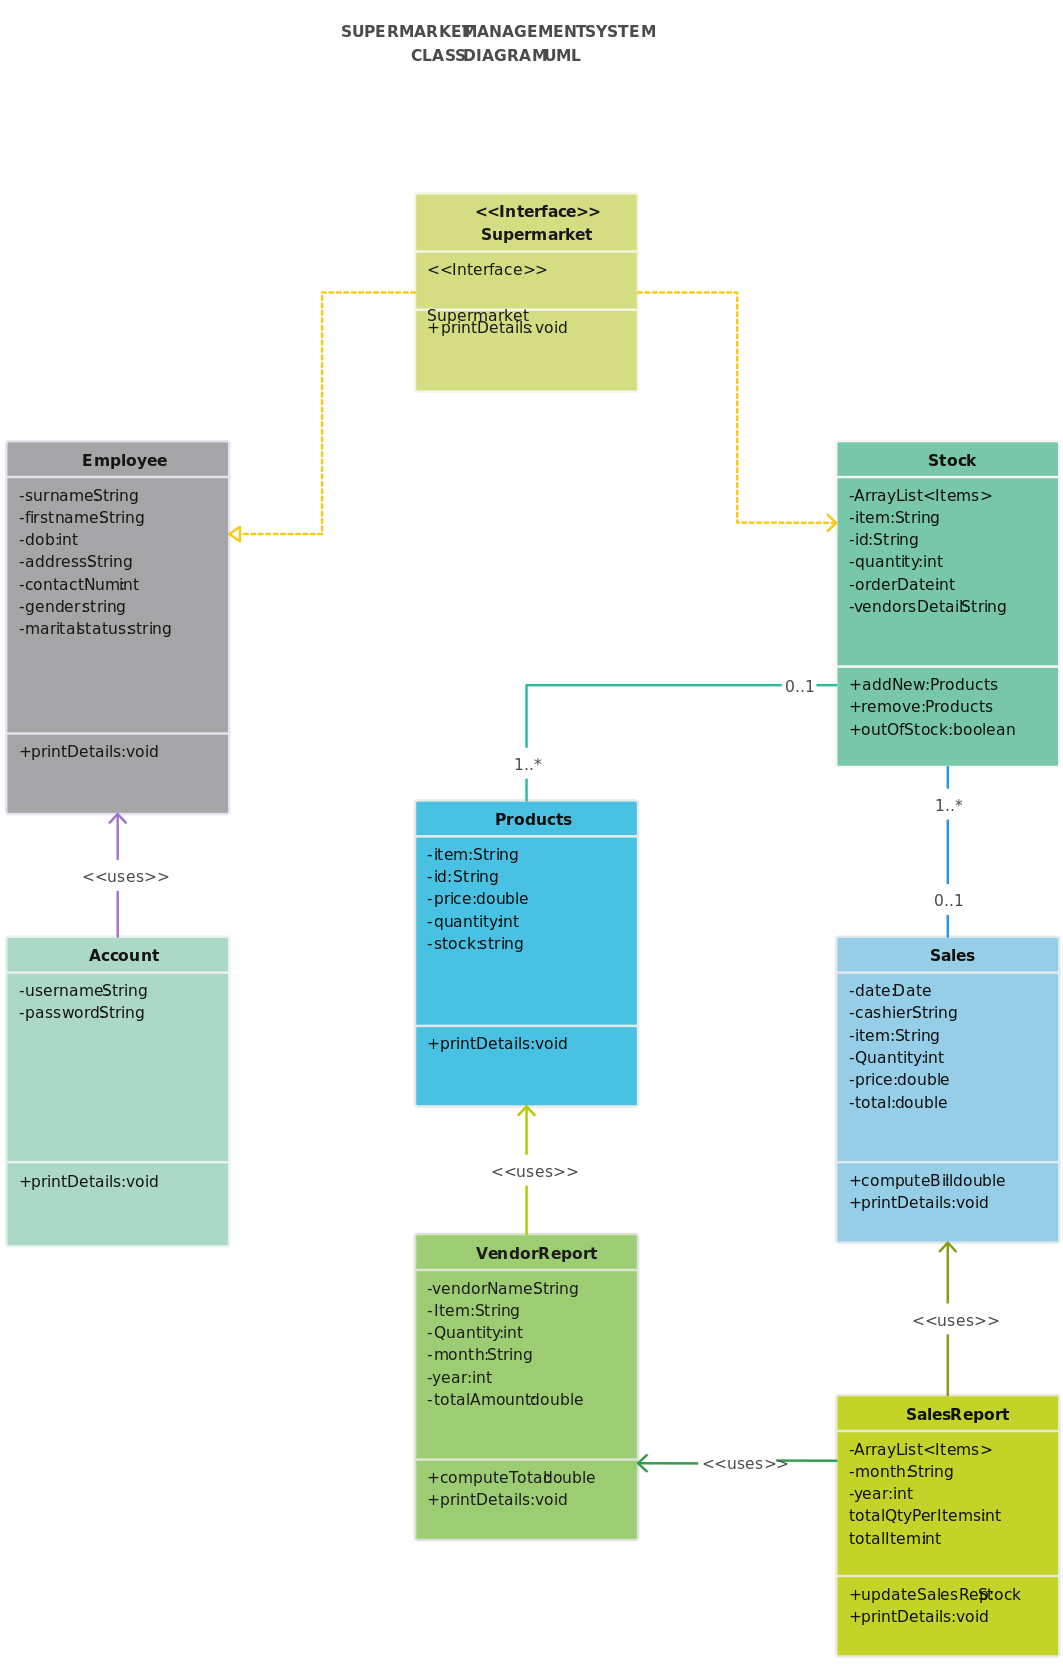 SUPERMARKET MANAGEMENT SYSTEM
CLASS DIAGRAM UML
<<Interface>>
Supermarket
<<Interface>>
Supermarket
+printDetails: void
Employee
-surname:String
-firstname:String
-dob:int
-address:String
-contactNum:int
-gender:string
-maritalstatus:string
+printDetails:void
Stock
-ArrayList<Items>
-item:String
-id:String
-quantity:int
-orderDate:int
-vendorsDetail:String
+addNew:Products
+remove:Products
+outOfStock:boolean
0..1
1..*
<<uses>>
Products
-item:String
-id:String
-price:double
-quantity:int
-stock:string
+printDetails:void
1..*
0..1
Account
-username:String
-password:String
+printDetails:void
Sales
-date:Date
-cashier:String
-item:String
-Quantity:int
-price:double
-total:double
+computeBill:double
+printDetails:void
<<uses>>
VendorReport
-vendorName:String
-Item:String
-Quantity:int
-month:String
-year:int
-totalAmount:double
+computeTotal:double
+printDetails:void
<<uses>>
<<uses>>
SalesReport
-ArrayList<Items>
-month:String
-year:int
totalQtyPerItems:int
totalItem:int
+updateSalesRep:Stock
+printDetails:void